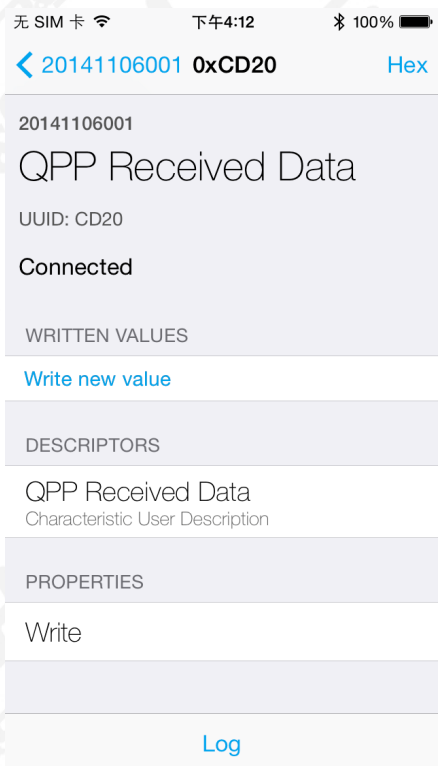 无 SIM 卡 下午4:12 100%
20141106001 0xCD20 Hex
20141106001
QPP Received Data
UUID: CD20
Connected
WRITTEN VALUES
Write new value
DESCRIPTORS
QPP Received Data
Characteristic User Description
PROPERTIES
Write
Log